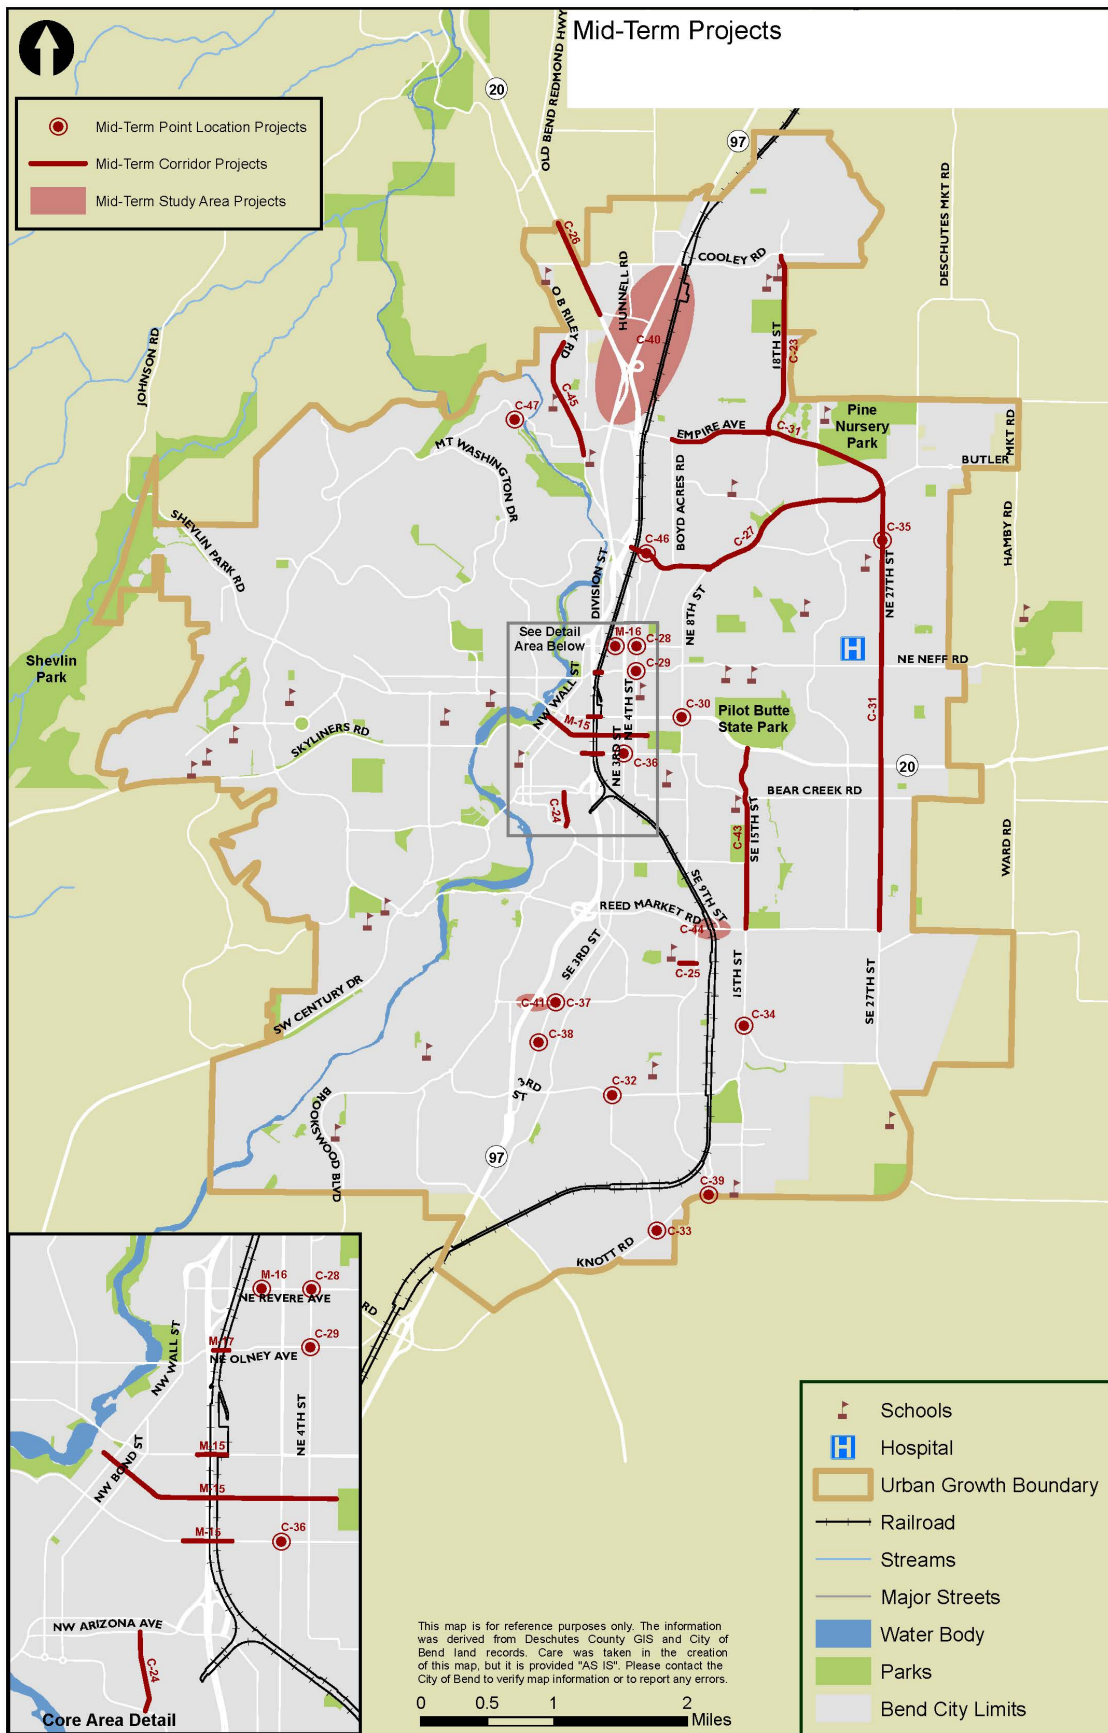 Mid-Term Projects
Mid-Term Point Location Projects
Mid-Term Corridor Projects
Mid-Term Study Area Projects
20
OLD BEND REDMOND HWY
97
DESCHUTES MKT RD
C-26
COOLEY RD
HUNNELL RD
O B RILEY RD
JOHNSON RD
C-40
18TH ST
C-23
C-45
C-47
MT WASHINGTON DR
EMPIRE AVE
C-31
Pine
Nursery
Park
BUTLER
MKT RD
BOYD ACRES RD
SHEVLIN PARK RD
HAMBY RD
C-27
C-35
C-46
DIVISION ST
NE 27TH ST
NE 8TH ST
See Detail
Area Below
M-16
C-28
C-29
NE NEFF RD
H
Shevlin
Park
NW WALL ST
NE 4TH ST
C-30
Pilot Butte
State Park
C-31
M-15
SKYLINERS RD
NE 3RD ST
C-36
20
BEAR CREEK RD
C-24
C-43
SE 15TH ST
WARD RD
SE 9TH ST
REED MARKET RD
C-44
SE 3RD ST
C-25
15TH ST
SE 27TH ST
SW CENTURY DR
C-41
C-37
C-34
C-38
3RD
ST
C-32
BROOKSWOOD BLVD
97
C-39
C-33
KNOTT RD
RD
M-16
C-28
NE REVERE AVE
M-17
C-29
NE OLNEY AVE
NW WALL ST
NE 4TH ST
NW BOND ST
M-15
M-15
M-15
C-36
NW ARIZONA AVE
C-24
Core Area Detail
Schools
H
Hospital
Urban Growth Boundary
Railroad
Streams
Major Streets
Water Body
Parks
Bend City Limits
This map is for reference purposes only. The information
was derived from Deschutes County GIS and City of
Bend land records. Care was taken in the creation
of this map, but it is provided "AS IS". Please contact the
City of Bend to verify map information or to report any errors.
0 0.5 1 2
Miles